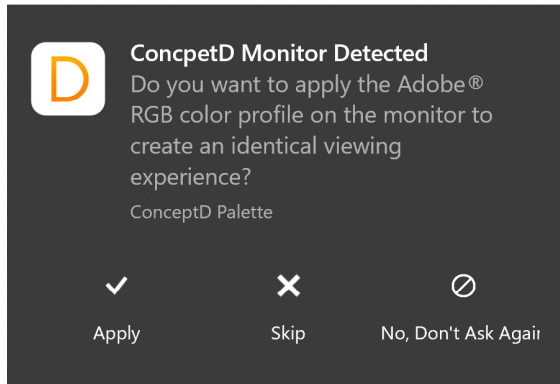 D
ConcpetD Monitor Detected
Do you want to apply the Adobe®
RGB color profile on the monitor to
create an identical viewing
experience?
ConceptD Palette
Apply Skip No, Don't Ask Agair